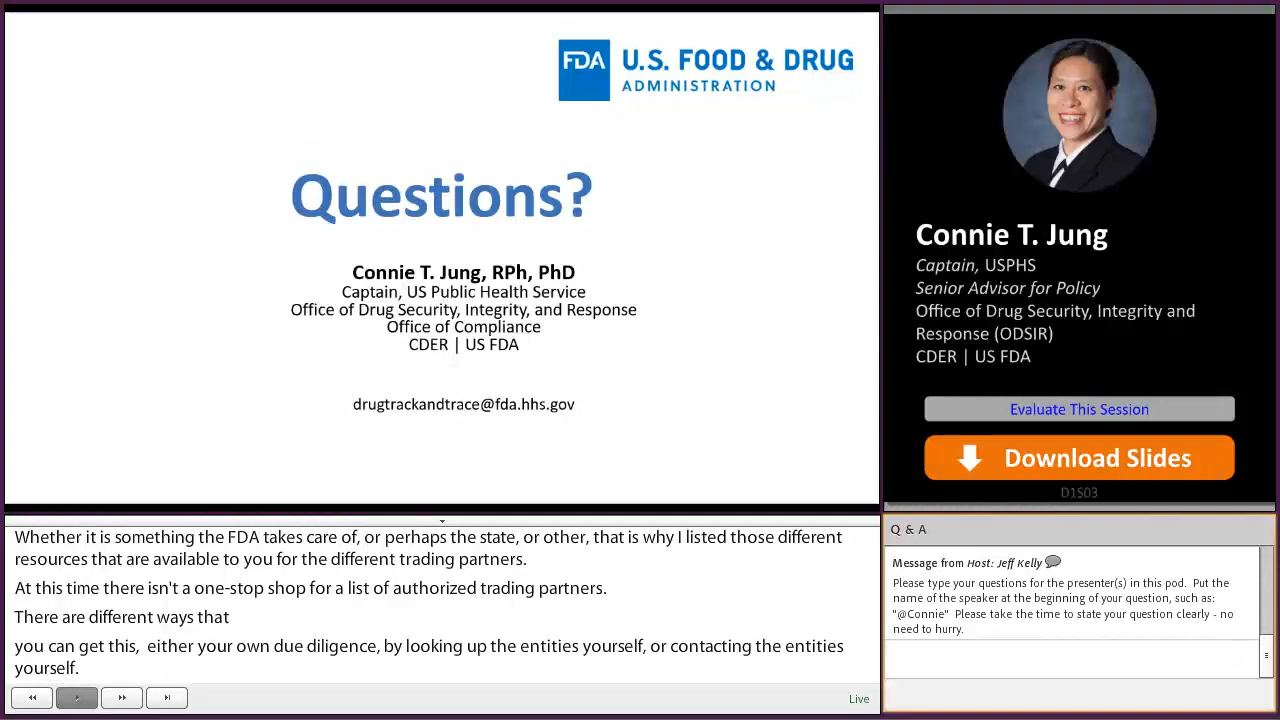 FDA U.S. FOOD & DRUG
ADMINISTRATION
Questions?
Connie T. Jung, RPh, PhD
Captain, US Public Health Service
Office of Drug Security, Integrity, and Response
Office of Compliance
CDER | US FDA
drugtrackandtrace@fda.hhs.gov
Connie T. Jung
Captain, USPHS
Senior Advisor for Policy
Office of Drug Security, Integrity and
Response (ODSIR)
CDER | US FDA
Evaluate This Session
Download Slides
D1S03
Whether it is something the FDA takes care of, or perhaps the state, or other, that is why I listed those different
resources that are available to you for the different trading partners.
At this time there isn't a one-stop shop for a list of authorized trading partners.
There are different ways that
you can get this,  either your own due diligence, by looking up the entities yourself, or contacting the entities
yourself.
Live
Q & A
Message from Host: Jeff Kelly
Please type your questions for the presenter(s) in this pod.  Put the
name of the speaker at the beginning of your question, such as:
"@Connie"  Please take the time to state your question clearly - no
need to hurry.